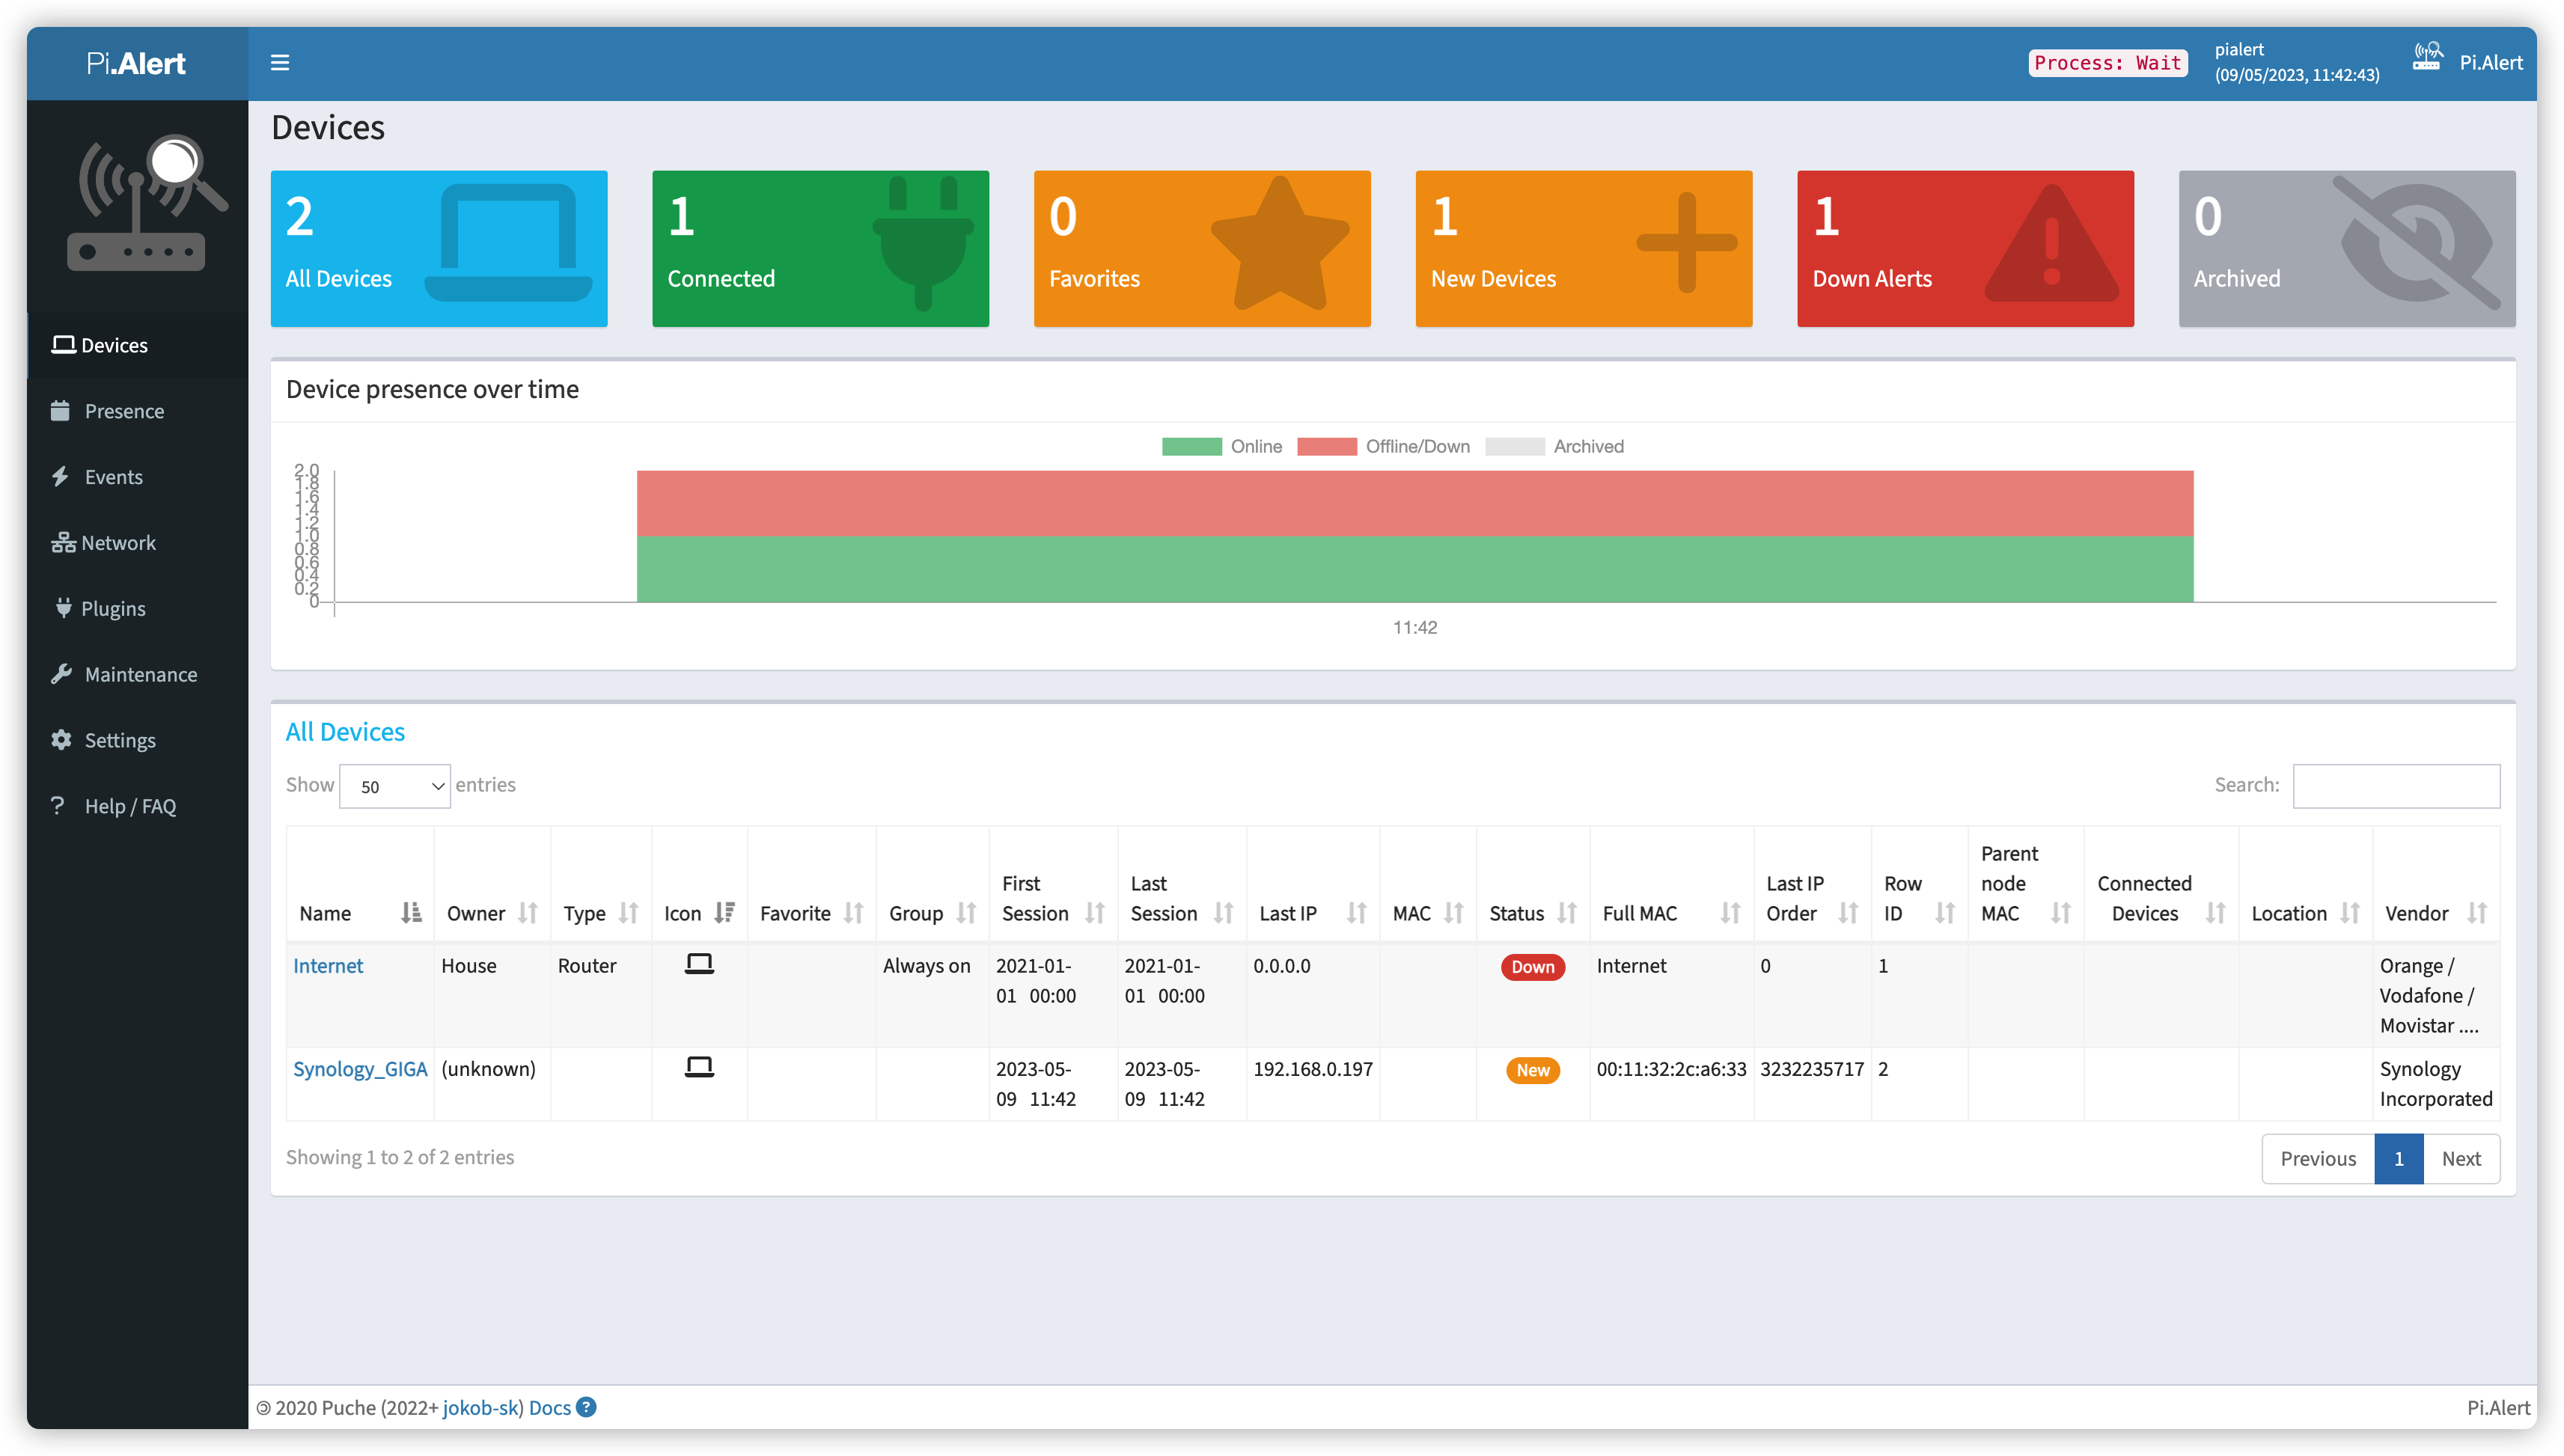 Pi.Alert
Process: Wait
pialert
(09/05/2023, 11:42:43)
Pi.Alert
Devices
Presence
Events
Network
Plugins
Maintenance
Settings
? Help / FAQ
Devices
2
All Devices
1
Connected
0
Favorites
1
New Devices
1
Down Alerts
0
Archived
Device presence over time
Online Offline/Down Archived
2.0
1.8
1.6
1.4
1.2
1.0
0.8
0.6
0.4
0.2
0
11:42
All Devices
Show 50 entries
Search:
Name Owner Type Icon Favorite Group First Session Last Session Last IP MAC Status Full MAC Last IP Order Row ID Parent node MAC Connected Devices Location Vendor
Internet House Router Always on 2021-01-01 00:00 2021-01-01 00:00 0.0.0.0 Down Internet 0 1 Orange / Vodafone / Movistar ....
Synology_GIGA (unknown) 2023-05-09 11:42 2023-05-09 11:42 192.168.0.197 New 00:11:32:2c:a6:33 3232235717 2 Synology Incorporated
Showing 1 to 2 of 2 entries
Previous 1 Next
© 2020 Puche (2022+ jokob-sk) Docs ?
Pi.Alert